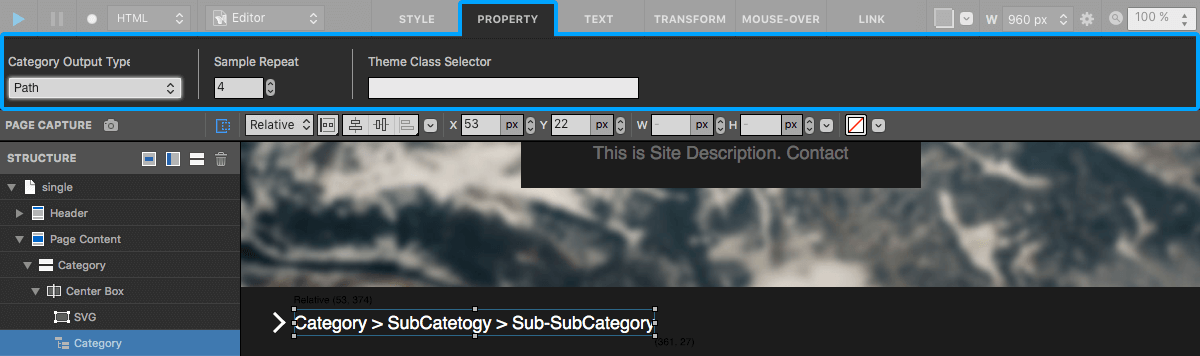 HTML Editor STYLE PROPERTY TEXT TRANSFORM MOUSE-OVER LINK W 960 px 100 %
Category Output Type Sample Repeat Theme Class Selector
Path 4
PAGE CAPTURE Relative X 53 px Y 22 px W - px H - px
STRUCTURE
This is Site Description. Contact
single
Header
Page Content
Category
Center Box
Relative (53, 374)
SVG
Category > SubCatetogy > Sub-SubCategory
Category
(361, 27)